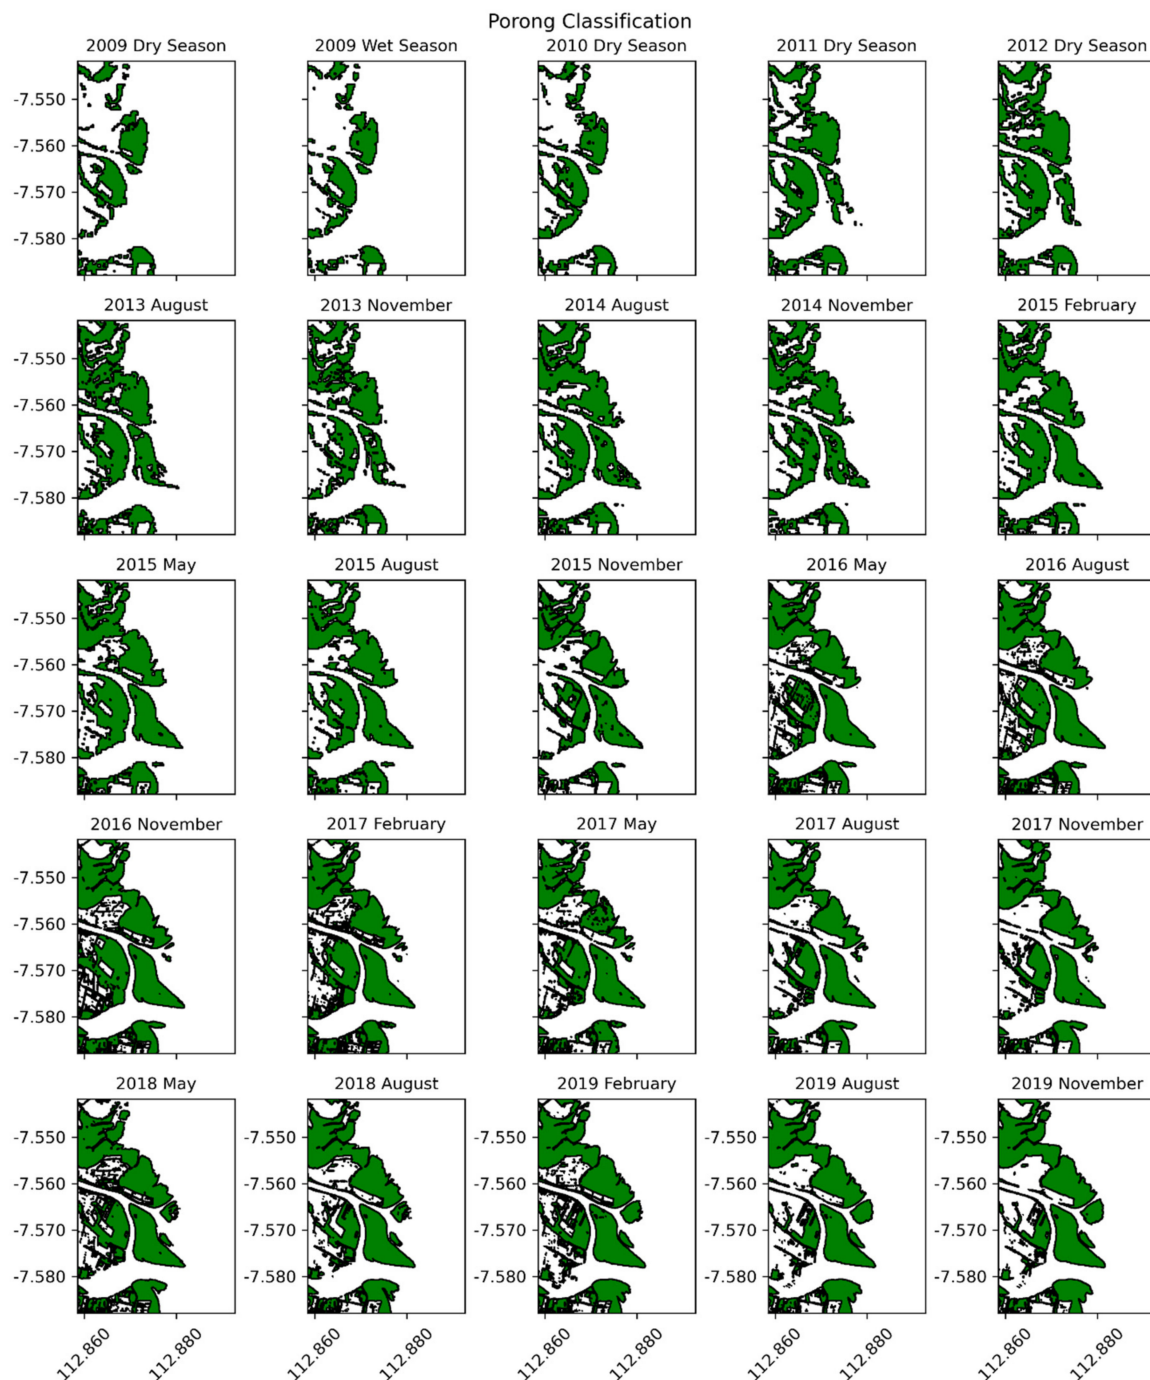 Porong Classification
2009 Dry Season 2009 Wet Season 2010 Dry Season 2011 Dry Season 2012 Dry Season
-7.550
-7.560
-7.570
-7.580
2013 August 2013 November 2014 August 2014 November 2015 February
-7.550
-7.560
-7.570
-7.580
2015 May 2015 August 2015 November 2016 May 2016 August
-7.550
-7.560
-7.570
-7.580
2016 November 2017 February 2017 May 2017 August 2017 November
-7.550
-7.560
-7.570
-7.580
2018 May 2018 August 2019 February 2019 August 2019 November
-7.550 -7.550 -7.550 -7.550 -7.550
-7.560 -7.560 -7.560 -7.560 -7.560
-7.570 -7.570 -7.570 -7.570 -7.570
-7.580 -7.580 -7.580 -7.580 -7.580
112.860 112.880 112.860 112.880 112.860 112.880 112.860 112.880 112.860 112.880